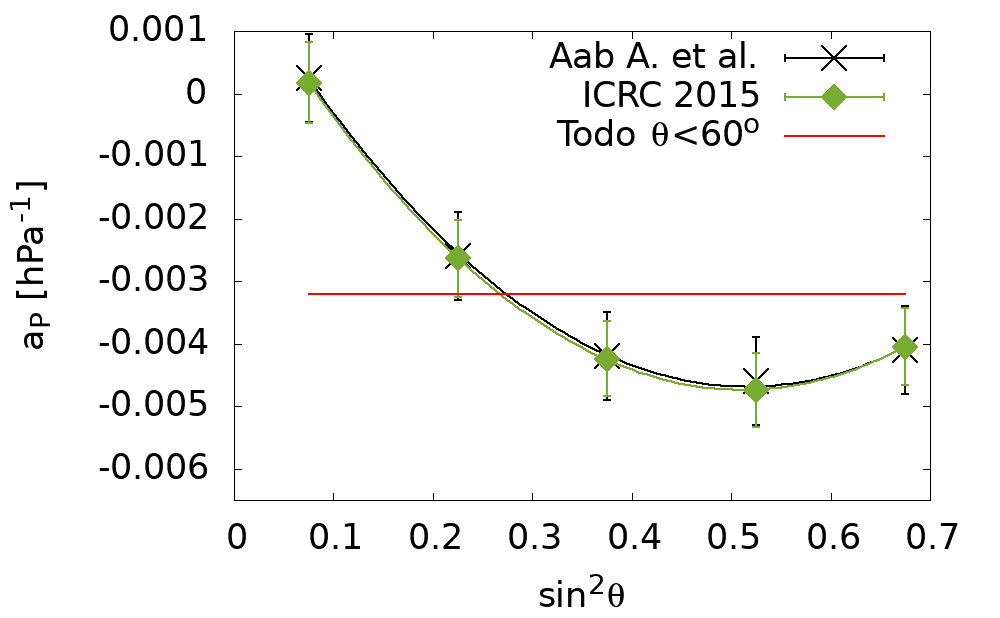 0.001
0
-0.001
-0.002
-0.003
-0.004
-0.005
-0.006
a_P [hPa^-1]
Aab A. et al.
ICRC 2015
Todo θ<60^o
0 0.1 0.2 0.3 0.4 0.5 0.6 0.7
sin²θ